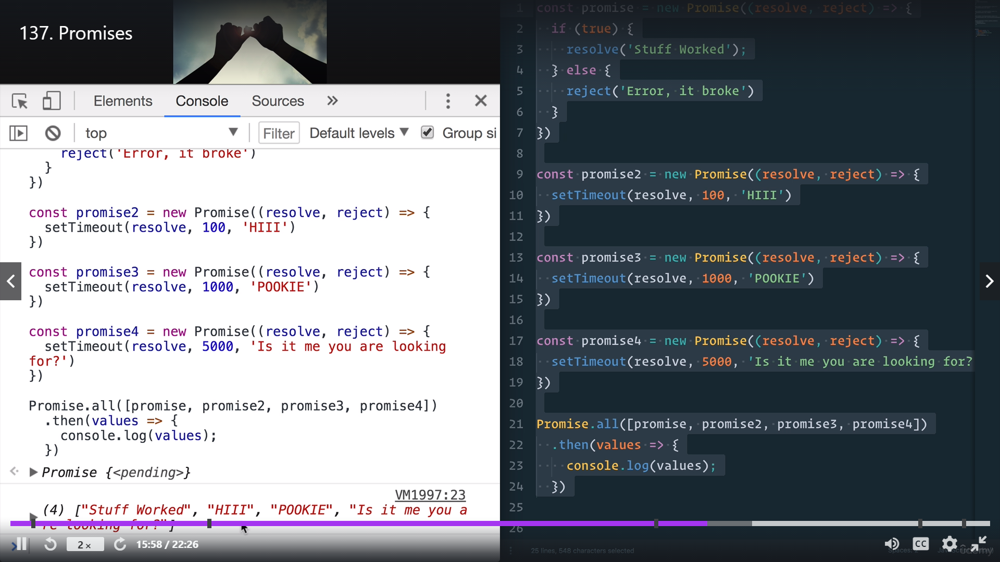 137. Promises
Elements Console Sources »
top Filter Default levels Group si
reject('Error, it broke')
}
})
const promise2 = new Promise((resolve, reject) => {
setTimeout(resolve, 100, 'HIII')
})
const promise3 = new Promise((resolve, reject) => {
setTimeout(resolve, 1000, 'POOKIE')
})
const promise4 = new Promise((resolve, reject) => {
setTimeout(resolve, 5000, 'Is it me you are looking
for?')
})
Promise.all([promise, promise2, promise3, promise4])
.then(values => {
console.log(values);
})
Promise {<pending>}
VM1997:23
(4) ["Stuff Worked", "HIII", "POOKIE", "Is it me you a
re looking for?"]
2x 15:58 / 22:26
1 const promise = new Promise((resolve, reject) => {
2 if (true) {
3 resolve('Stuff Worked');
4 } else {
5 reject('Error, it broke')
6 }
7 })
8
9 const promise2 = new Promise((resolve, reject) => {
10 setTimeout(resolve, 100, 'HIII')
11 })
12
13 const promise3 = new Promise((resolve, reject) => {
14 setTimeout(resolve, 1000, 'POOKIE')
15 })
16
17 const promise4 = new Promise((resolve, reject) => {
18 setTimeout(resolve, 5000, 'Is it me you are looking for?
19 })
20
21 Promise.all([promise, promise2, promise3, promise4])
22 .then(values => {
23 console.log(values);
24 })
25
26
25 lines, 548 characters selected
Spaces: 2
CC